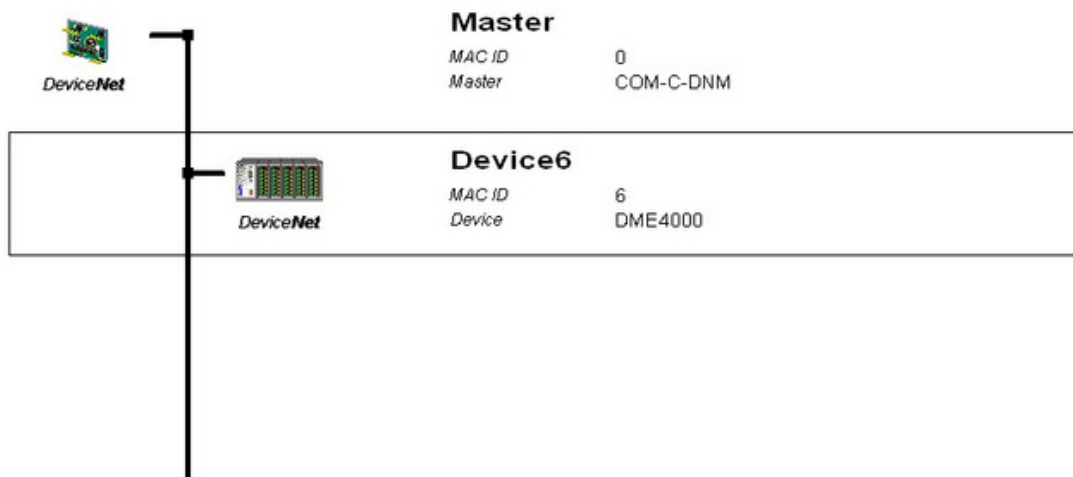 Master
MAC ID 0
DeviceNet
Master COM-C-DNM
Device6
MAC ID 6
DeviceNet
Device DME4000